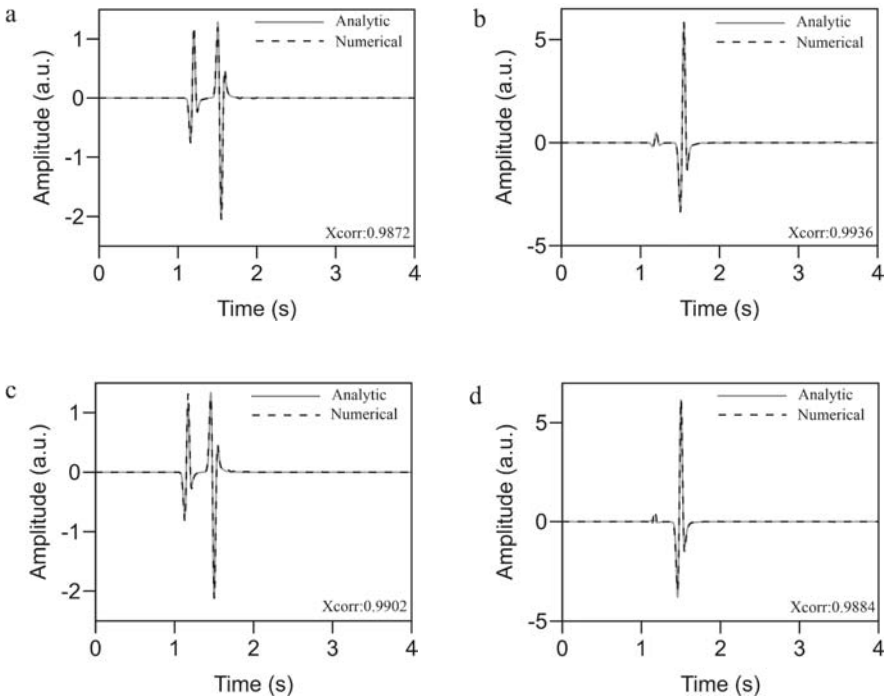 a
Analytic
Numerical
Amplitude (a.u.)
1
0
-1
-2
Xcorr:0.9872
0 1 2 3 4
Time (s)
b
Analytic
Numerical
Amplitude (a.u.)
5
0
-5
Xcorr:0.9936
0 1 2 3 4
Time (s)
c
Analytic
Numerical
Amplitude (a.u.)
1
0
-1
-2
Xcorr:0.9902
0 1 2 3 4
Time (s)
d
Analytic
Numerical
Amplitude (a.u.)
5
0
-5
Xcorr:0.9884
0 1 2 3 4
Time (s)